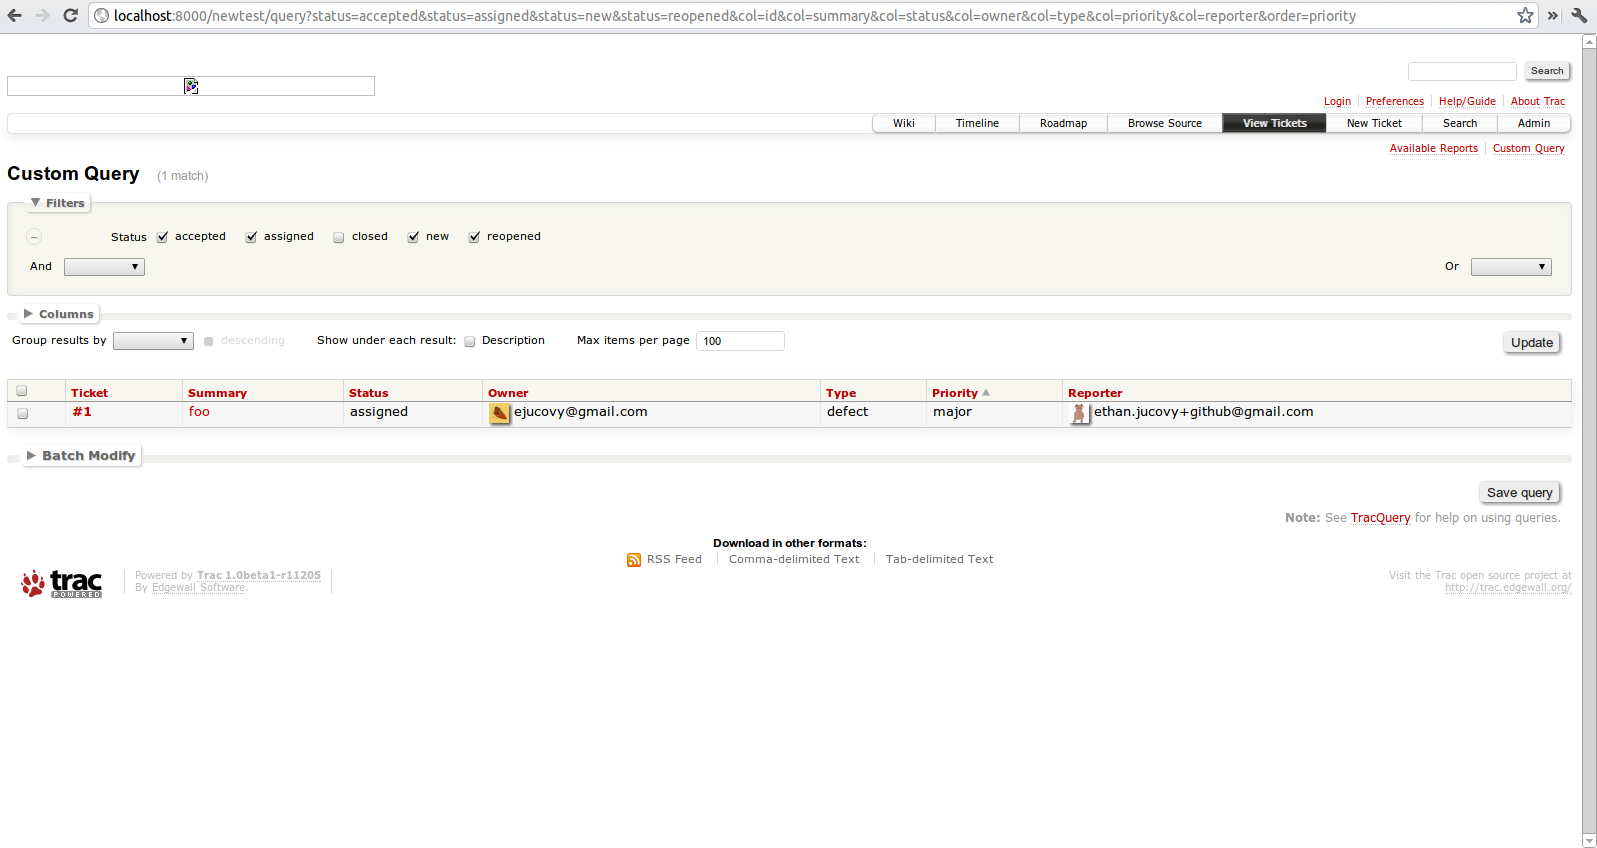 localhost:8000/newtest/query?status=accepted&status=assigned&status=new&status=reopened&col=id&col=summary&col=status&col=owner&col=type&col=priority&col=reporter&order=priority
Search
Login Preferences Help/Guide About Trac
Wiki Timeline Roadmap Browse Source View Tickets New Ticket Search Admin
Available Reports Custom Query
Custom Query (1 match)
Filters
Status accepted assigned closed new reopened
And Or
Columns
Group results by descending Show under each result: Description Max items per page 100 Update
Ticket Summary Status Owner Type Priority Reporter
#1 foo assigned ejucovy@gmail.com defect major ethan.jucovy+github@gmail.com
Batch Modify
Save query
Note: See TracQuery for help on using queries.
Download in other formats:
RSS Feed Comma-delimited Text Tab-delimited Text
trac POWERED
Powered by Trac 1.0beta1-r11205
By Edgewall Software.
Visit the Trac open source project at
http://trac.edgewall.org/